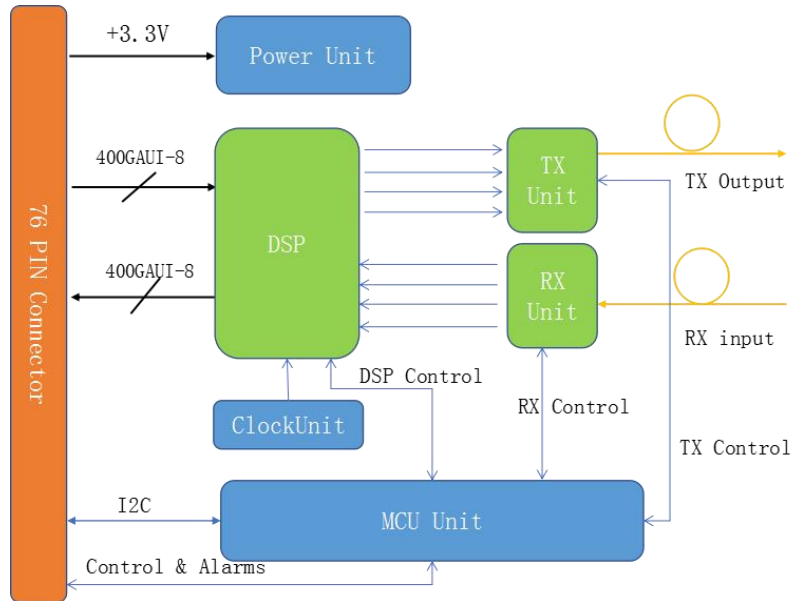 +3.3V
Power Unit
400GAUI-8
TX
Unit
TX Output
76 PIN Connector
DSP
400GAUI-8
RX
Unit
RX input
DSP Control
RX Control
ClockUnit
TX Control
I2C
MCU Unit
Control & Alarms